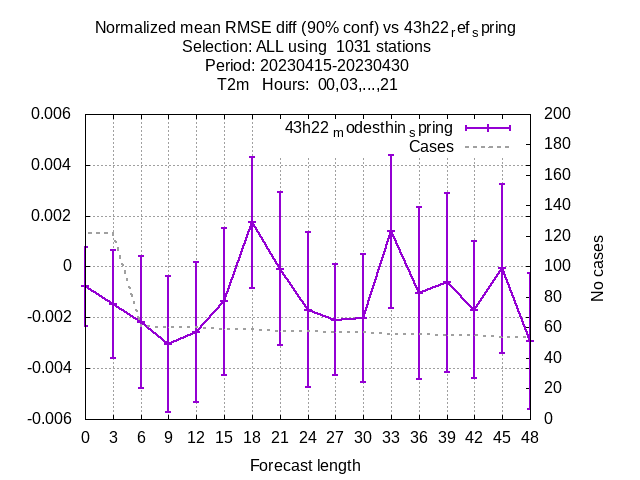 Normalized mean RMSE diff (90% conf) vs 43h22_ref_spring
Selection: ALL using  1031 stations
Period: 20230415-20230430
T2m   Hours:  00,03,...,21
43h22_modesthin_spring
Cases
0.006
0.004
0.002
0
-0.002
-0.004
-0.006
200
180
160
140
120
100
80
60
40
20
0
No cases
0 3 6 9 12 15 18 21 24 27 30 33 36 39 42 45 48
Forecast length